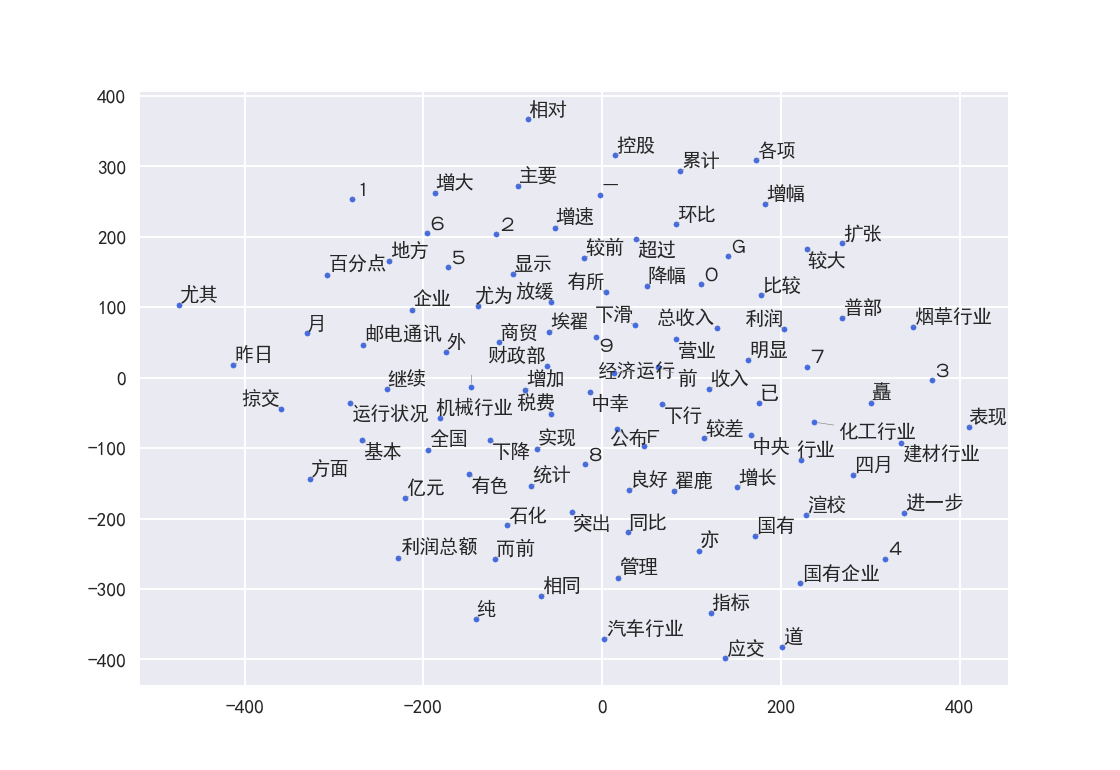 400
相对
控股
累计
各项
300
主要
增大
1
一
增幅
增速
环比
6
2
扩张
200
地方
5
较前
超过
G
较大
百分点
显示
有所
降幅
0
比较
尤其
企业
尤为
放缓
100
普部
烟草行业
月
邮电通讯
外
商贸
埃翟
下滑
总收入
利润
昨日
财政部
9
营业
明显
7
3
0
继续
增加
经济运行
前
收入
已
矗
掠交
运行状况
机械行业
税费
中幸
下行
较差
化工行业
表现
-100
基本
全国
下降
实现
公布F
中央
行业
建材行业
方面
亿元
有色
统计
8
良好
翟鹿
增长
四月
-200
石化
突出
同比
亦
国有
渲校
进一步
利润总额
而前
管理
国有企业
4
-300
相同
纯
汽车行业
指标
道
应交
-400
-400
-200
0
200
400